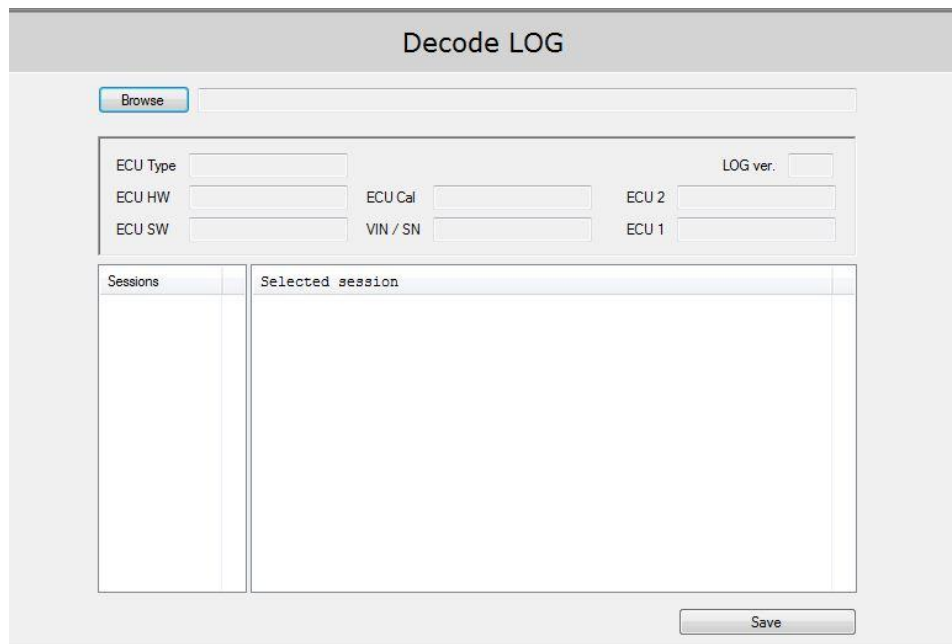 Decode LOG
Browse
ECU Type LOG ver.
ECU HW ECU Cal ECU 2
ECU SW VIN / SN ECU 1
Sessions Selected session
Save